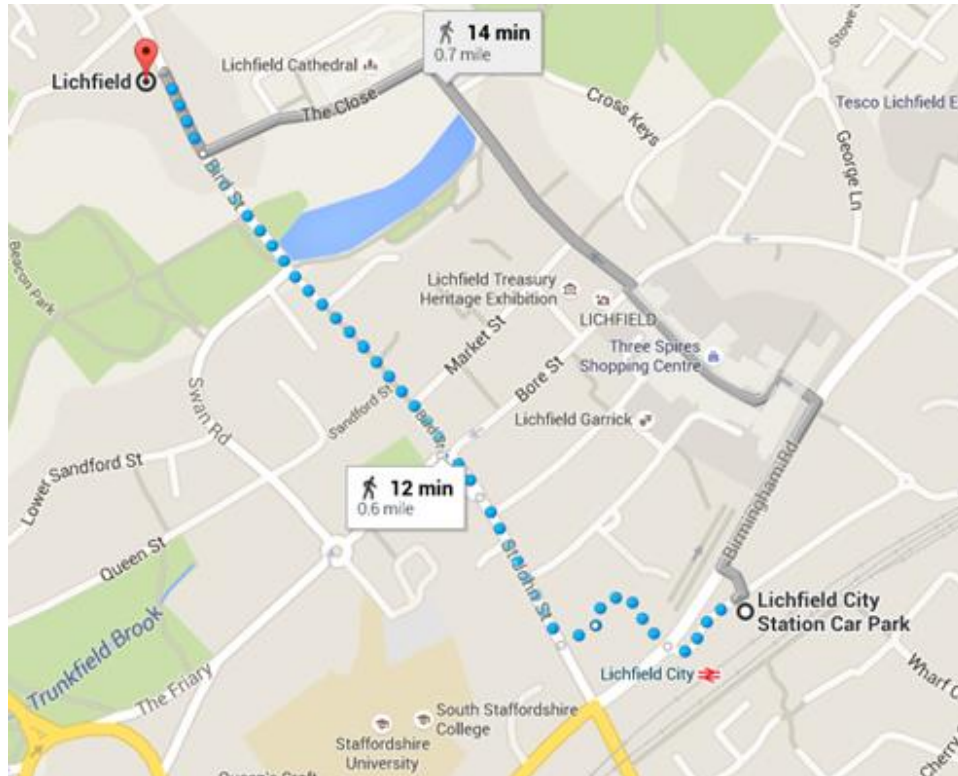 14 min
0.7 mile
Lichfield
Lichfield Cathedral
The Close
Cross
Keys
Tesco Lichfield E
George Ln
Bird St
Beacon Park
Lichfield Treasury
Heritage Exhibition
LICHFIELD
Three Spires
Shopping Centre
Market St
Bore St
Sandford St
Swan Rd
Lichfield Garrick
Lower Sandford St
12 min
0.6 mile
Birmingham Rd
Queen St
St John St
Lichfield City
Station Car Park
Trunkfield Brook
Lichfield City
The Friary
Wharf C
South Staffordshire
College
Staffordshire
University
Cherry